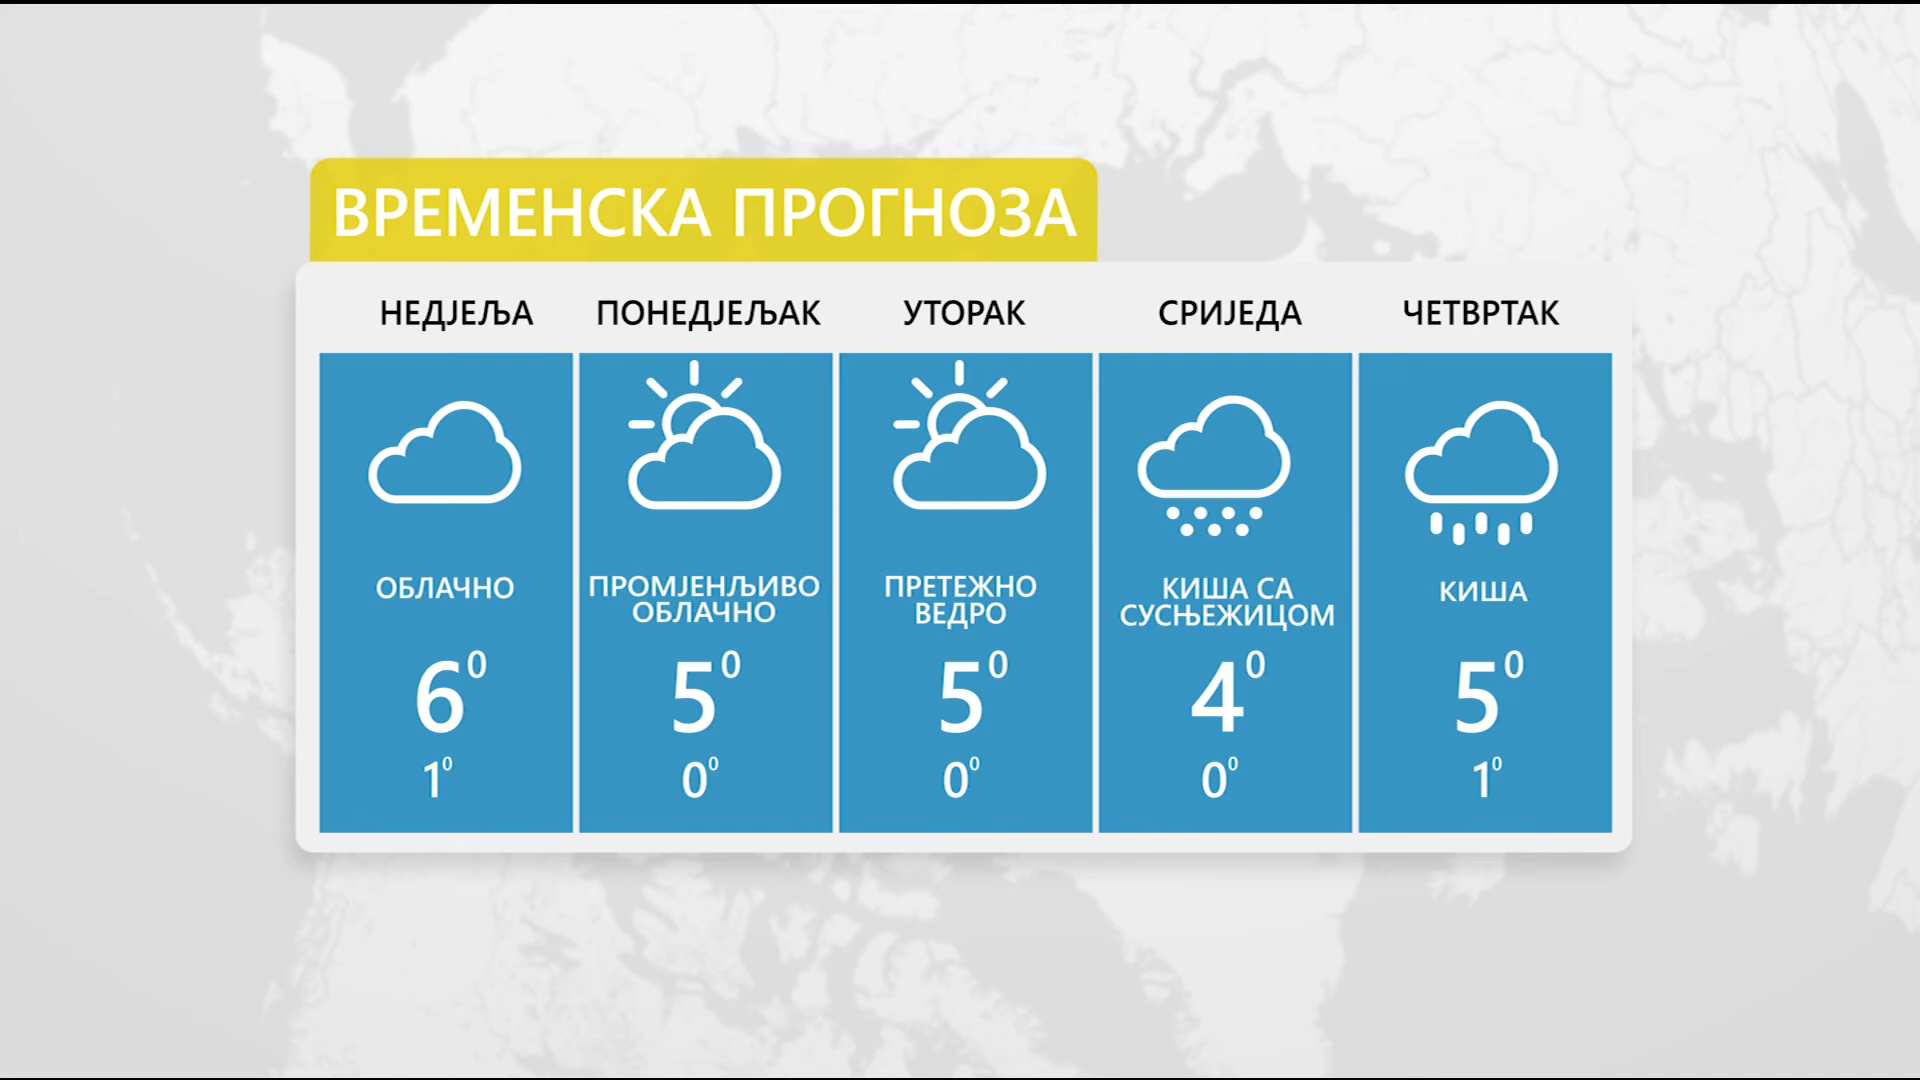 ВРЕМЕНСКА ПРОГНОЗА
НЕДЈЕЉА
ПОНЕДЈЕЉАК
УТОРАК
СРИЈЕДА
ЧЕТВРТАК
ОБЛАЧНО
ПРОМЈЕНЉИВО
ОБЛАЧНО
ПРЕТЕЖНО
ВЕДРО
КИША СА
СУСЊЕЖИЦОМ
КИША
6⁰
5⁰
5⁰
4⁰
5⁰
1⁰
0⁰
0⁰
0⁰
1⁰